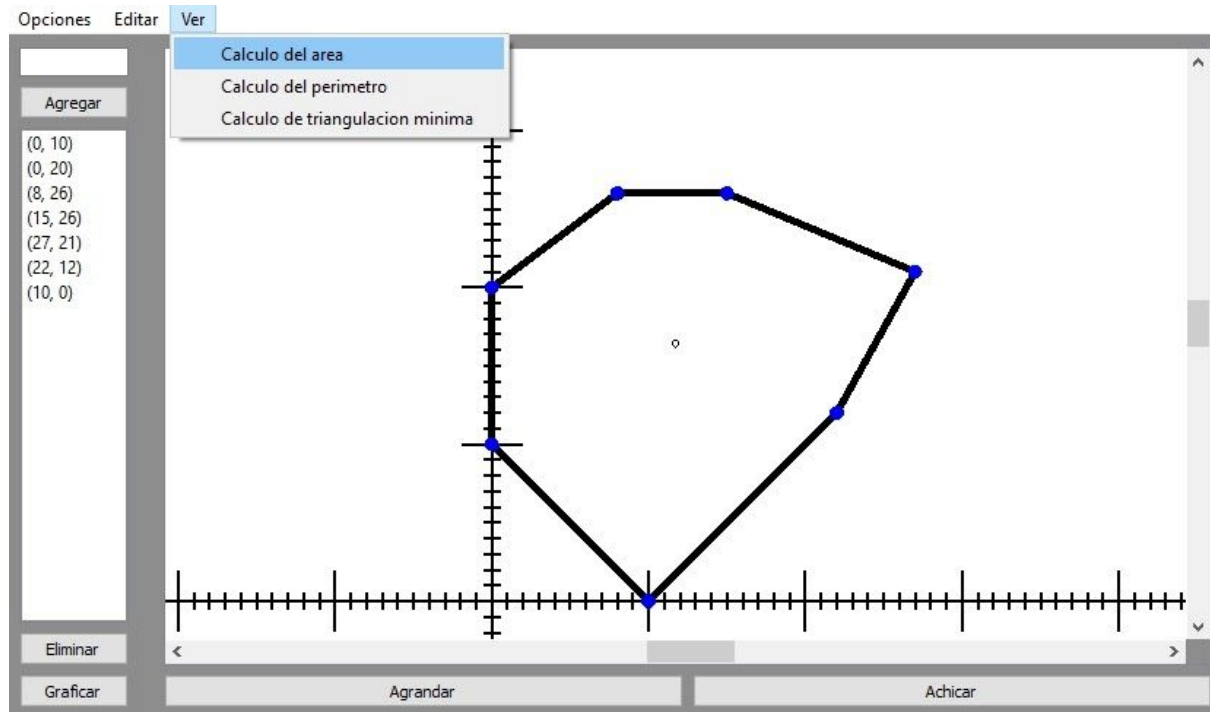 Opciones Editar Ver
Calculo del area
Calculo del perimetro
Calculo de triangulacion minima
Agregar
(0, 10)
(0, 20)
(8, 26)
(15, 26)
(27, 21)
(22, 12)
(10, 0)
Eliminar
Graficar
Agrandar
Achicar